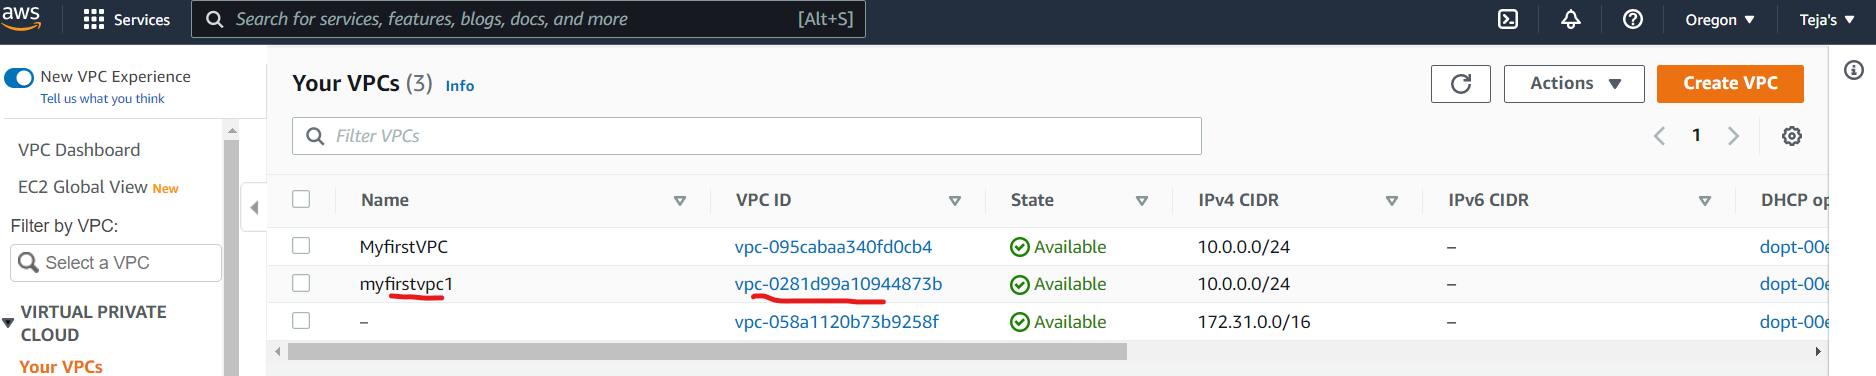 aws Services Search for services, features, blogs, docs, and more [Alt+S] Oregon ▼ Teja's ▼
New VPC Experience
Tell us what you think
VPC Dashboard
EC2 Global View New
Filter by VPC:
Select a VPC
VIRTUAL PRIVATE
CLOUD
Your VPCs
Your VPCs (3) Info Actions ▼ Create VPC
Filter VPCs 1
Name VPC ID State IPv4 CIDR IPv6 CIDR DHCP op
MyfirstVPC vpc-095cabaa340fd0cb4 Available 10.0.0.0/24 – dopt-00e
myfirstvpc1 vpc-0281d99a10944873b Available 10.0.0.0/24 – dopt-00e
– vpc-058a1120b73b9258f Available 172.31.0.0/16 – dopt-00e